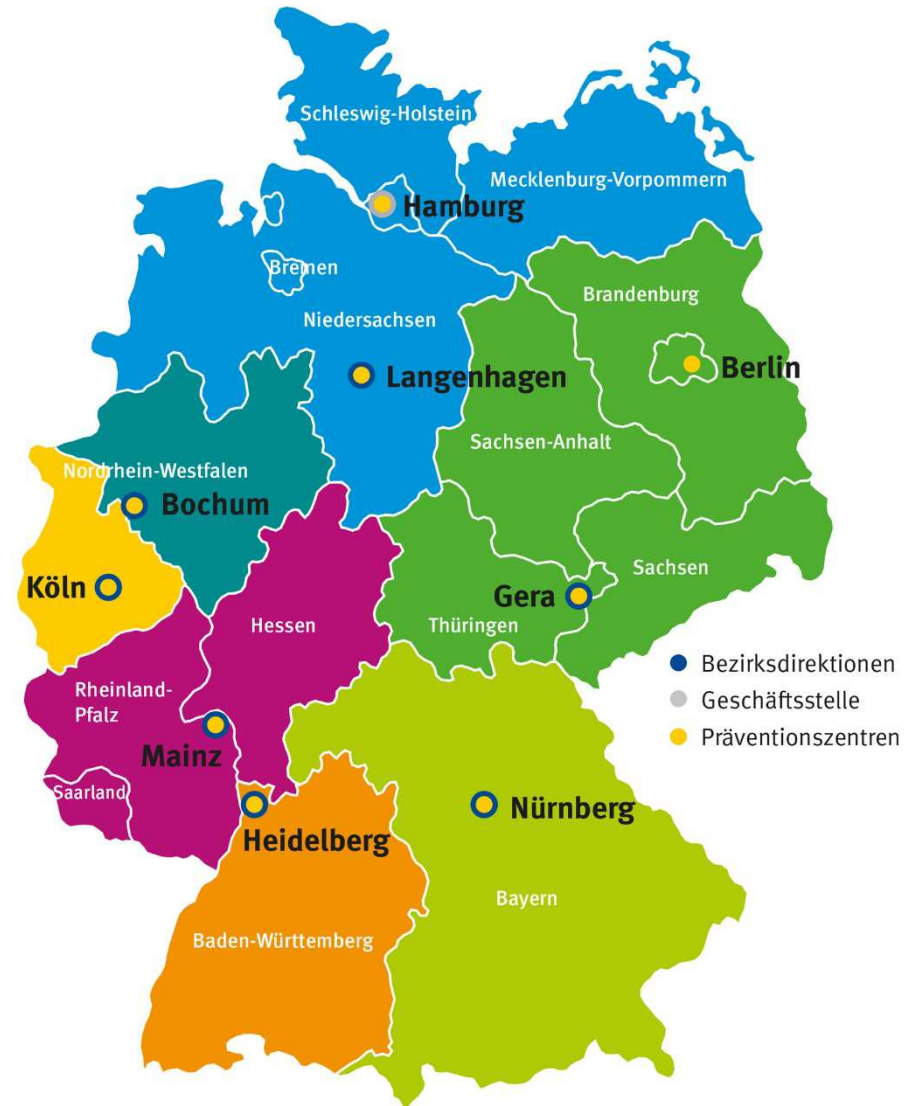 Schleswig-Holstein
Mecklenburg-Vorpommern
Hamburg
Bremen
Brandenburg
Niedersachsen
Langenhagen
Berlin
Sachsen-Anhalt
Nordrhein-Westfalen
Bochum
Sachsen
Köln
Gera
Hessen
Thüringen
Bezirksdirektionen
Geschäftsstelle
Präventionszentren
Rheinland-
Pfalz
Mainz
Saarland
Nürnberg
Heidelberg
Bayern
Baden-Württemberg